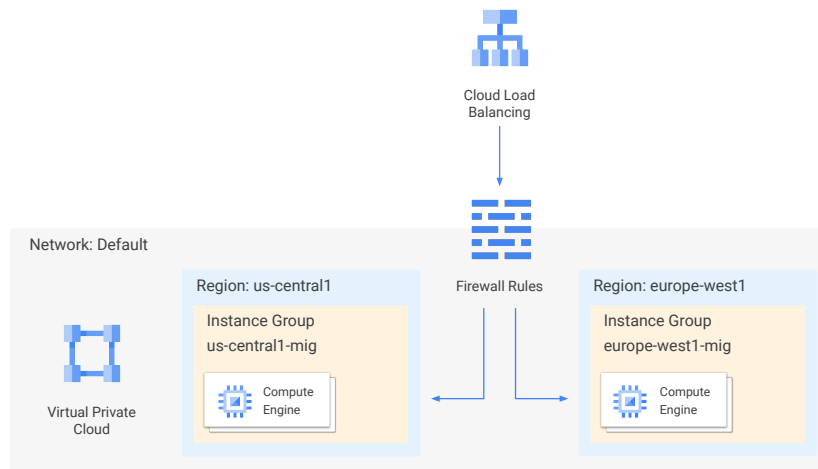 Cloud Load
Balancing
Network: Default
Region: us-central1
Firewall Rules
Region: europe-west1
Instance Group
us-central1-mig
Instance Group
europe-west1-mig
Compute
Engine
Compute
Engine
Virtual Private
Cloud